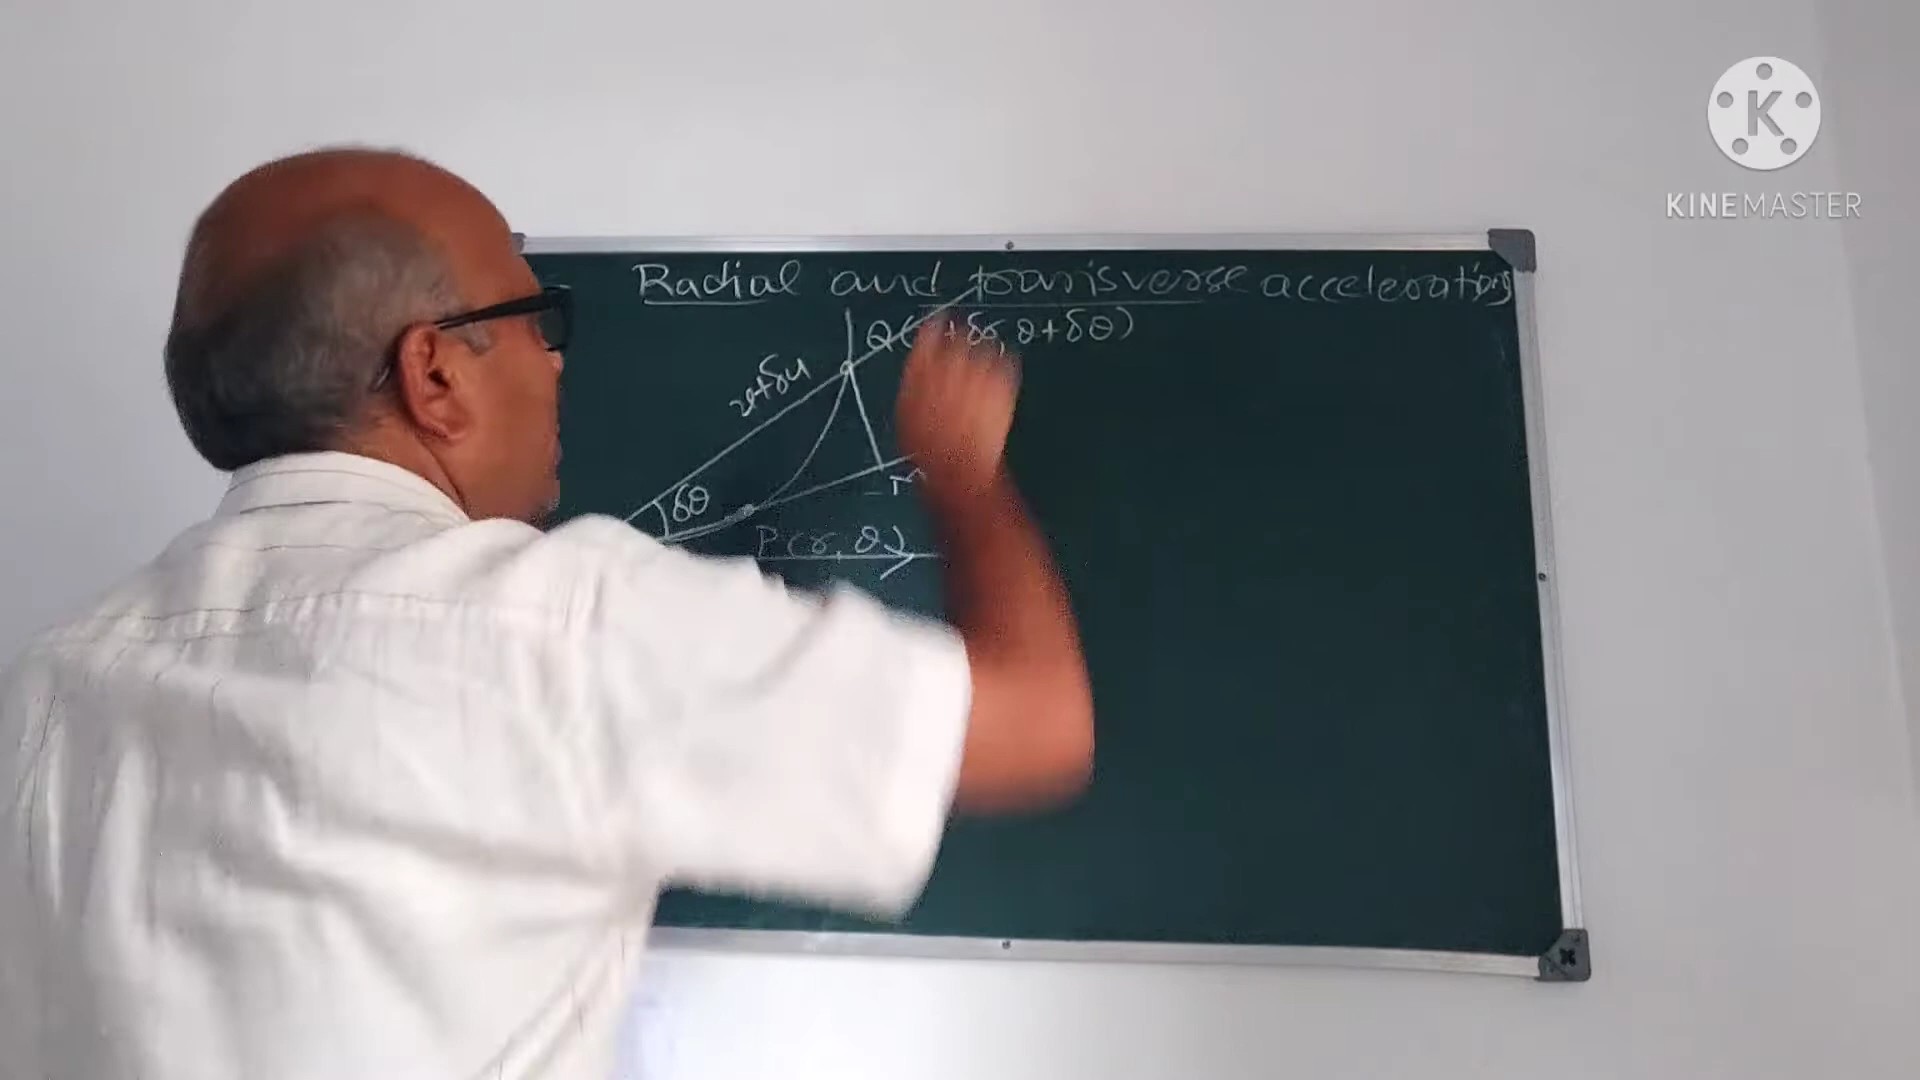 KINEMASTER
Radial and transverse accelerations
Q(r+δr, θ+δθ)
r+δr
δθ
M
P(r, θ)